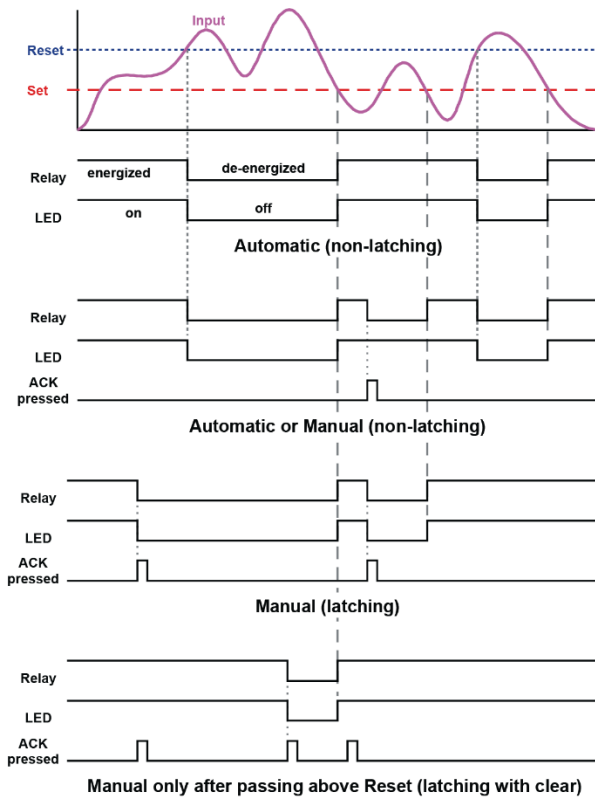 Input
Reset
Set
Relay energized de-energized
LED on off
Automatic (non-latching)
Relay
LED
ACK
pressed
Automatic or Manual (non-latching)
Relay
LED
ACK
pressed
Manual (latching)
Relay
LED
ACK
pressed
Manual only after passing above Reset (latching with clear)